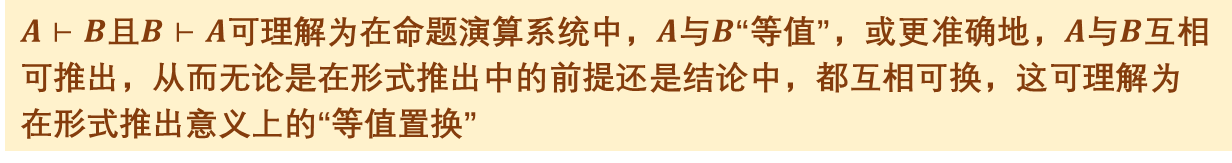 A ⊢ B且B ⊢ A可理解为在命题演算系统中，A与B“等值”，或更准确地，A与B互相
可推出，从而无论是在形式推出中的前提还是结论中，都互相可换，这可理解为
在形式推出意义上的“等值置换”